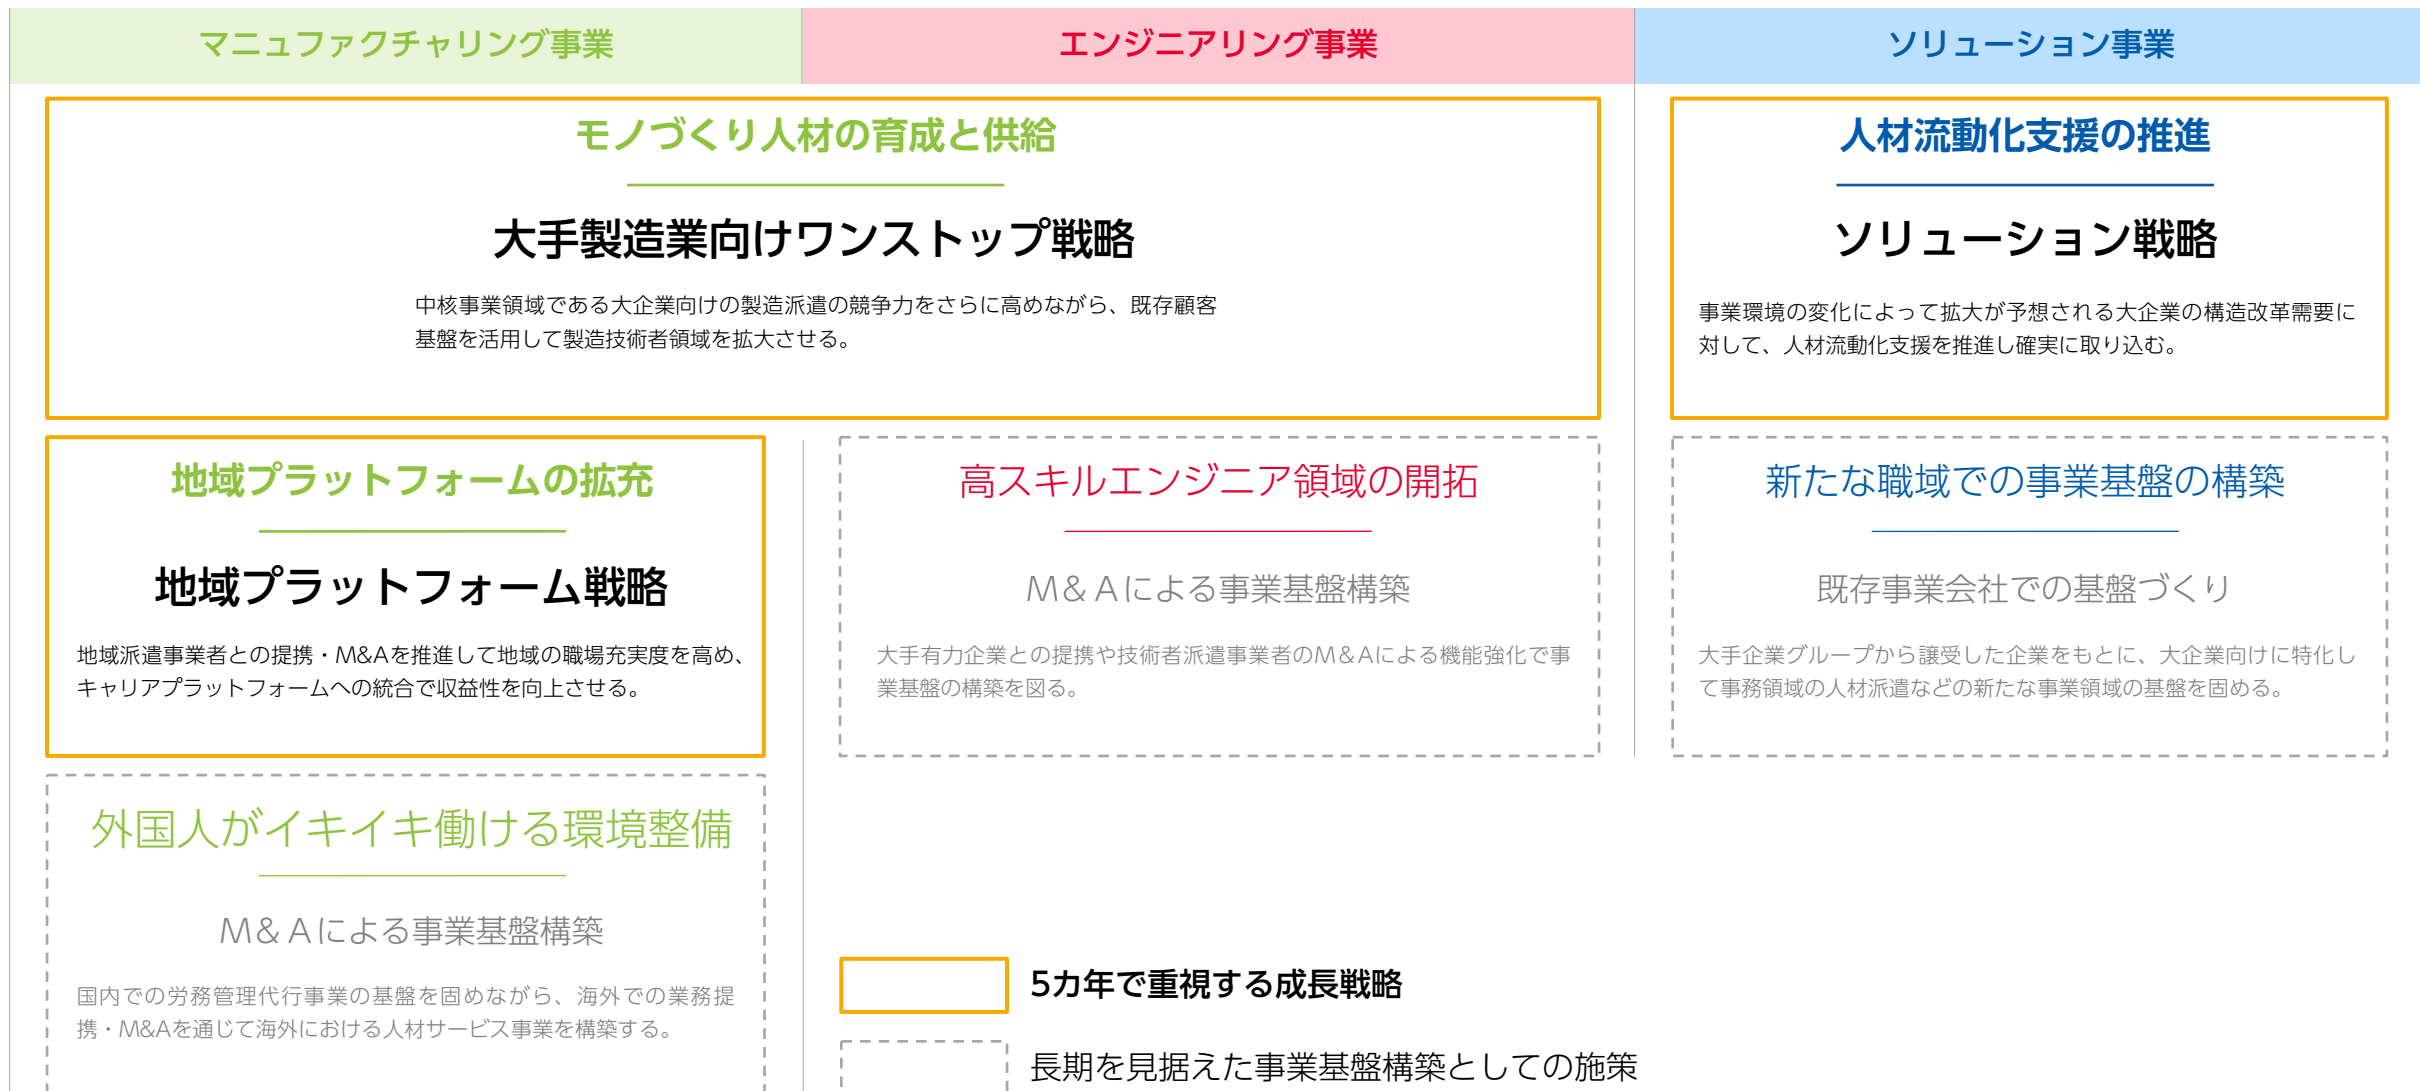 マニュファクチャリング事業
エンジニアリング事業
ソリューション事業
モノづくり人材の育成と供給
大手製造業向けワンストップ戦略
中核事業領域である大企業向けの製造派遣の競争力をさらに高めながら、既存顧客
基盤を活用して製造技術者領域を拡大させる。
人材流動化支援の推進
ソリューション戦略
事業環境の変化によって拡大が予想される大企業の構造改革需要に
対して、人材流動化支援を推進し確実に取り込む。
地域プラットフォームの拡充
地域プラットフォーム戦略
地域派遣事業者との提携・M&Aを推進して地域の職場充実度を高め、
キャリアプラットフォームへの統合で収益性を向上させる。
高スキルエンジニア領域の開拓
M&Aによる事業基盤構築
大手有力企業との提携や技術者派遣事業者のM&Aによる機能強化で事
業基盤の構築を図る。
新たな職域での事業基盤の構築
既存事業会社での基盤づくり
大手企業グループから譲受した企業をもとに、大企業向けに特化し
て事務領域の人材派遣などの新たな事業領域の基盤を固める。
外国人がイキイキ働ける環境整備
M&Aによる事業基盤構築
国内での労務管理代行事業の基盤を固めながら、海外での業務提
携・M&Aを通じて海外における人材サービス事業を構築する。
5カ年で重視する成長戦略
長期を見据えた事業基盤構築としての施策